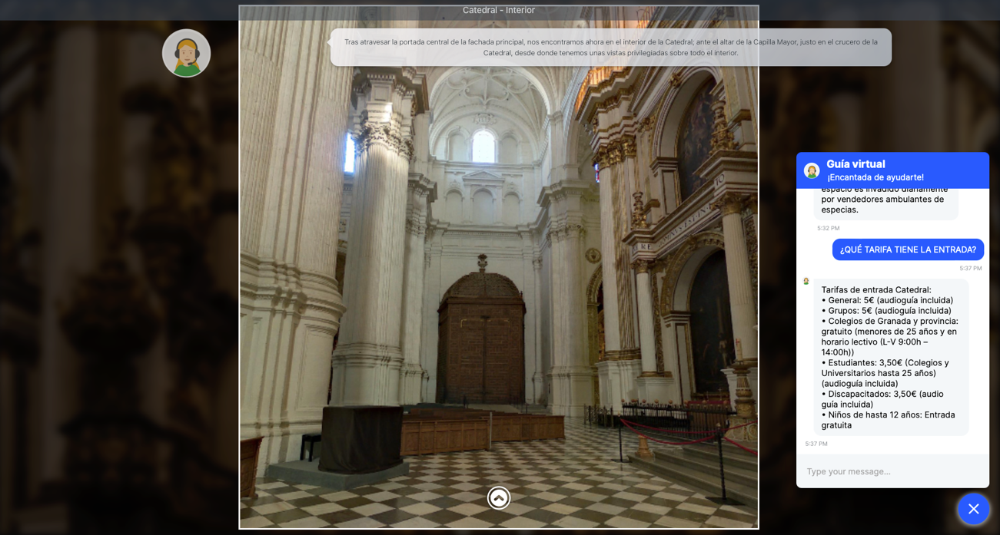 Catedral - Interior
Tras atravesar la portada central de la fachada principal, nos encontramos ahora en el interior de la Catedral; ante el altar de la Capilla Mayor, justo en el crucero de la
Catedral, desde donde tenemos unas vistas privilegiadas sobre todo el interior.
Guía virtual
¡Encantada de ayudarte!
espacio es invadido diariamente
por vendedores ambulantes de
especias.
5:32 PM
¿QUÉ TARIFA TIENE LA ENTRADA?
5:37 PM
Tarifas de entrada Catedral:
• General: 5€ (audioguía incluida)
• Grupos: 5€ (audioguía incluida)
• Colegios de Granada y provincia:
gratuito (menores de 25 años y en
horario lectivo (L-V 9:00h –
14:00h))
• Estudiantes: 3,50€ (Colegios y
Universitarios hasta 25 años)
(audioguía incluida)
• Discapacitados: 3,50€ (audio
guía incluida)
• Niños de hasta 12 años: Entrada
gratuita
5:37 PM
Type your message...